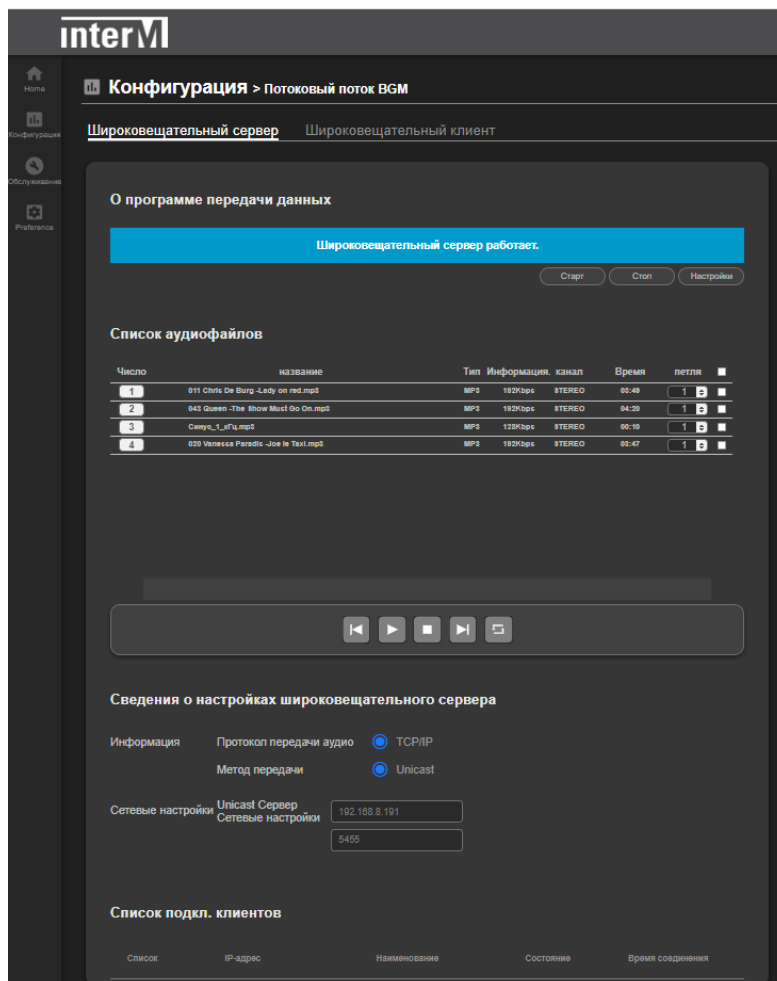 interM
Home
Конфигурация > Потоковый поток BGM
Конфигурация
Широковещательный сервер Широковещательный клиент
Обслуживание
Preference
О программе передачи данных
Широковещательный сервер работает.
Старт Стоп Настройки
Список аудиофайлов
Число название Тип Информация. канал Время петля
1 011 Chris De Burg -Lady on red.mp3 MP3 192Kbps STEREO 03:49 1
2 043 Queen -The Show Must Go On.mp3 MP3 192Kbps STEREO 04:29 1
3 Синус_1_кГц.mp3 MP3 128Kbps STEREO 00:10 1
4 020 Vanessa Paradis -Joe le Taxi.mp3 MP3 192Kbps STEREO 03:47 1
Сведения о настройках широковещательного сервера
Информация Протокол передачи аудио TCP/IP
Метод передачи Unicast
Сетевые настройки Unicast Сервер
Сетевые настройки 192.168.8.191
5455
Список подкл. клиентов
Список IP-адрес Наименование Состояние Время соединения